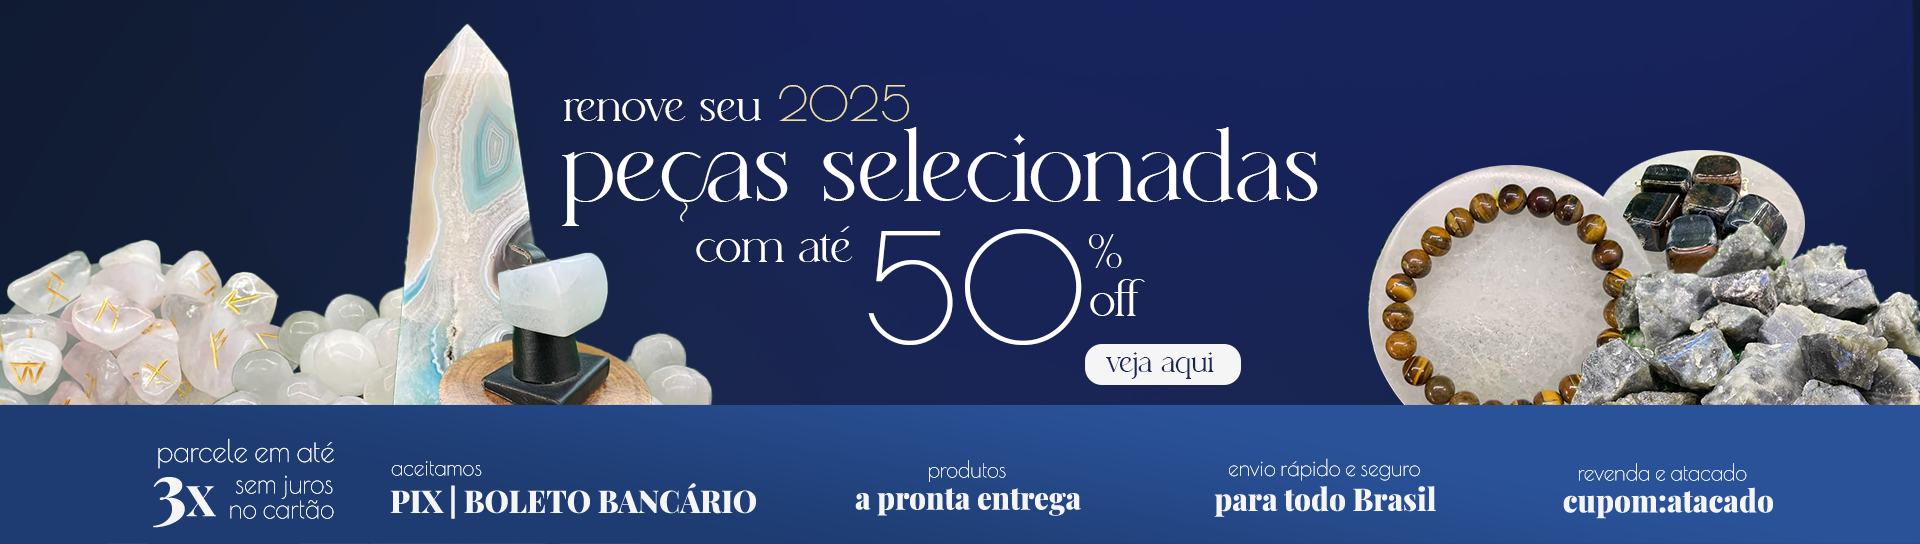 renove seu 2025
peças selecionadas
com até 50% off
veja aqui
parcele em até
3x sem juros
no cartão
aceitamos
PIX | BOLETO BANCÁRIO
produtos
a pronta entrega
envio rápido e seguro
para todo Brasil
revenda e atacado
cupom:atacado